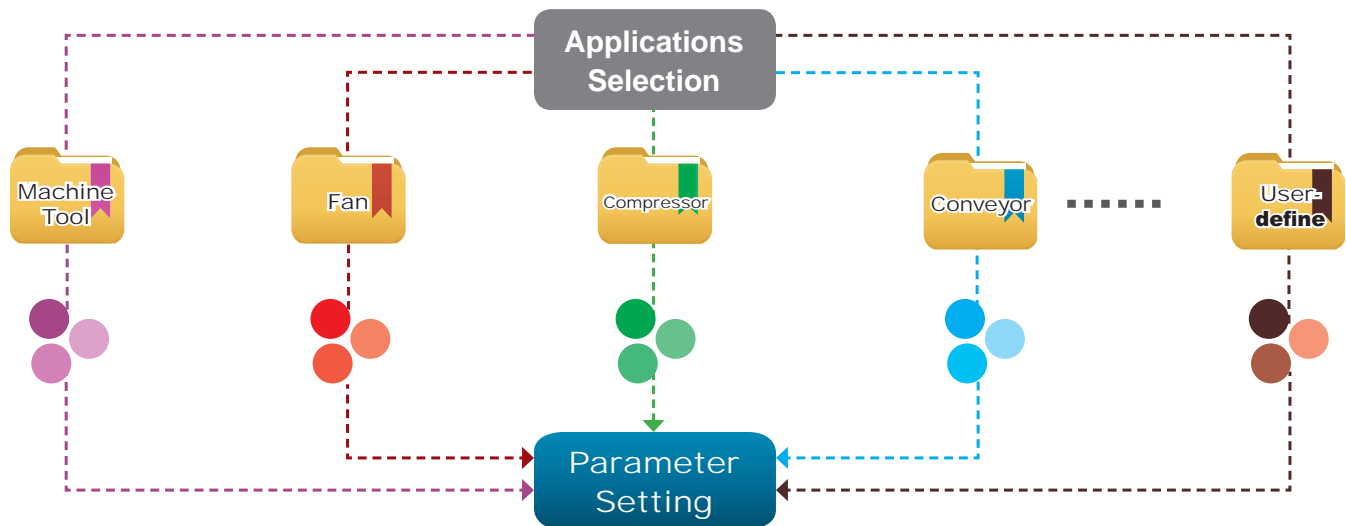 Applications
Selection
Machine
Tool
Fan
Compressor
Conveyor
User-
define
Parameter
Setting